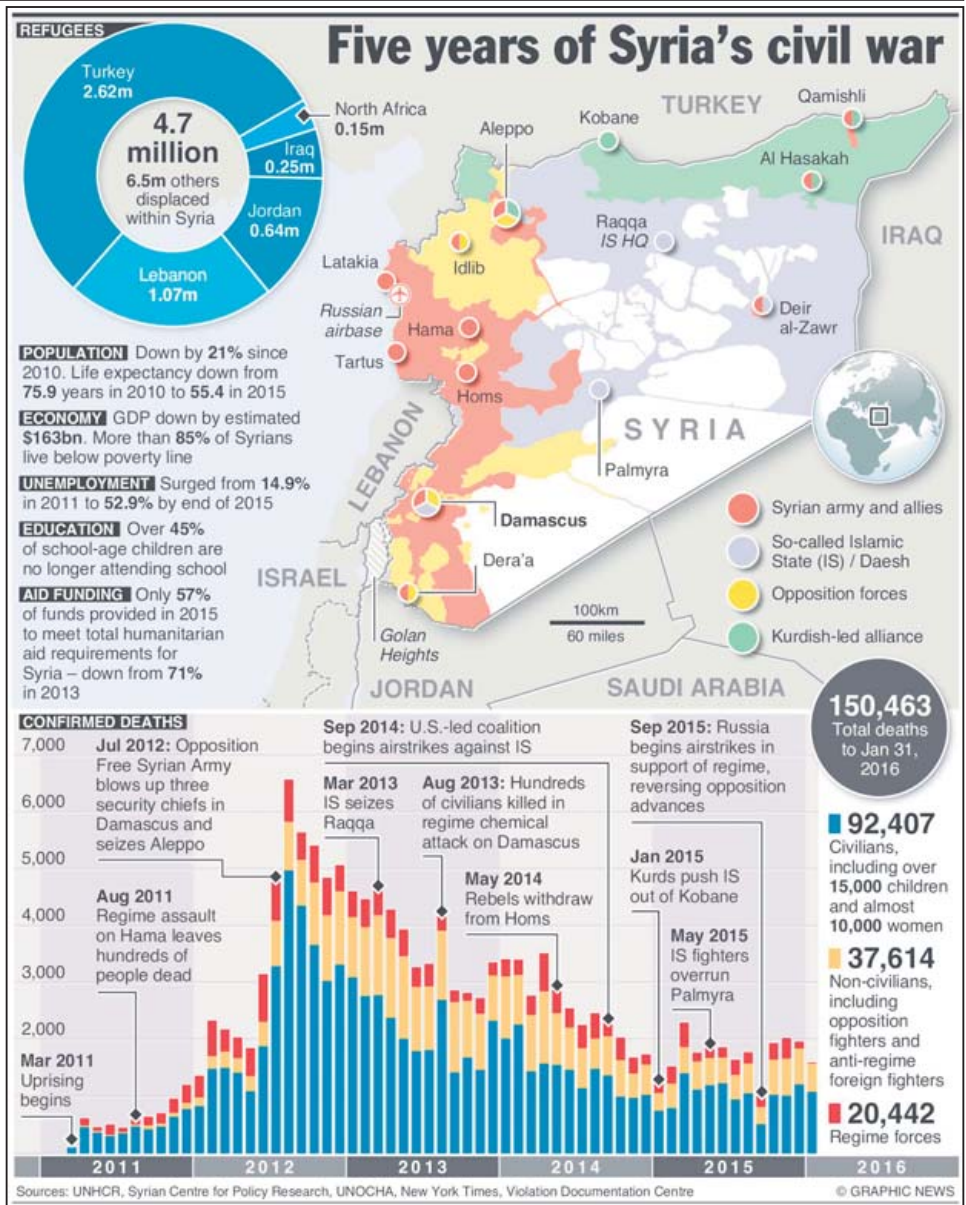 Five years of Syria's civil war
REFUGEES
Turkey
2.62m
North Africa
0.15m
Iraq
0.25m
Jordan
0.64m
Lebanon
1.07m
4.7
million
6.5m others
displaced
within Syria
POPULATION Down by 21% since
2010. Life expectancy down from
75.9 years in 2010 to 55.4 in 2015
ECONOMY GDP down by estimated
$163bn. More than 85% of Syrians
live below poverty line
UNEMPLOYMENT Surged from 14.9%
in 2011 to 52.9% by end of 2015
EDUCATION Over 45%
of school-age children are
no longer attending school
AID FUNDING Only 57%
of funds provided in 2015
to meet total humanitarian
aid requirements for
Syria – down from 71%
in 2013
TURKEY
Qamishli
Kobane
Aleppo
Al Hasakah
Raqqa
IS HQ
IRAQ
Idlib
Latakia
Russian
airbase
Hama
Deir
al-Zawr
Tartus
Homs
LEBANON
SYRIA
Palmyra
Damascus
Dera'a
ISRAEL
Golan
Heights
JORDAN
SAUDI ARABIA
100km
60 miles
Syrian army and allies
So-called Islamic
State (IS) / Daesh
Opposition forces
Kurdish-led alliance
150,463
Total deaths
to Jan 31,
2016
92,407
Civilians,
including over
15,000 children
and almost
10,000 women
37,614
Non-civilians,
including
opposition
fighters and
anti-regime
foreign fighters
20,442
Regime forces
CONFIRMED DEATHS
7,000
6,000
5,000
4,000
3,000
2,000
Mar 2011
Uprising
begins
Aug 2011
Regime assault
on Hama leaves
hundreds of
people dead
Jul 2012: Opposition
Free Syrian Army
blows up three
security chiefs in
Damascus and
seizes Aleppo
Mar 2013
IS seizes
Raqqa
Aug 2013: Hundreds
of civilians killed in
regime chemical
attack on Damascus
May 2014
Rebels withdraw
from Homs
Sep 2014: U.S.-led coalition
begins airstrikes against IS
Jan 2015
Kurds push IS
out of Kobane
May 2015
IS fighters
overrun
Palmyra
Sep 2015: Russia
begins airstrikes in
support of regime,
reversing opposition
advances
2011
2012
2013
2014
2015
2016
Sources: UNHCR, Syrian Centre for Policy Research, UNOCHA, New York Times, Violation Documentation Centre
© GRAPHIC NEWS